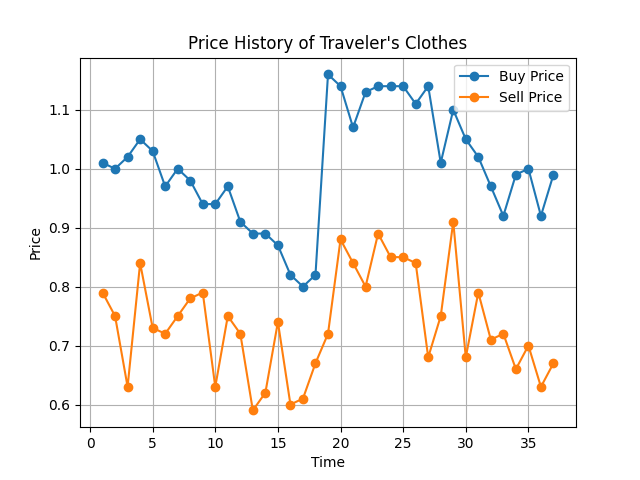 Price History of Traveler's Clothes
Buy Price
Sell Price
Price
1.1
1.0
0.9
0.8
0.7
0.6
0 5 10 15 20 25 30 35
Time